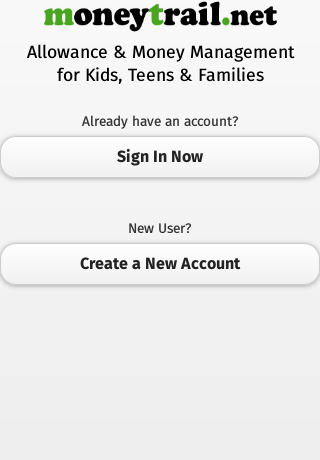 moneytrail.net
Allowance & Money Management
for Kids, Teens & Families
Already have an account?
Sign In Now
New User?
Create a New Account